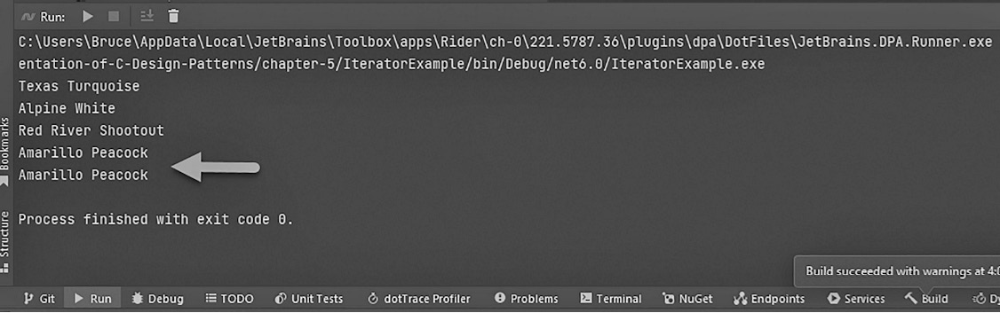 Run:
C:\Users\Bruce\AppData\Local\JetBrains\Toolbox\apps\Rider\ch-0\221.5787.36\plugins\dpa\DotFiles\JetBrains.DPA.Runner.exe
entation-of-C-Design-Patterns/chapter-5/IteratorExample/bin/Debug/net6.0/IteratorExample.exe
Texas Turquoise
Alpine White
Red River Shootout
Amarillo Peacock
Amarillo Peacock
Process finished with exit code 0.
Bookmarks
Structure
Build succeeded with warnings at 4:0
Git Run Debug TODO Unit Tests dotTrace Profiler Problems Terminal NuGet Endpoints Services Build Dy